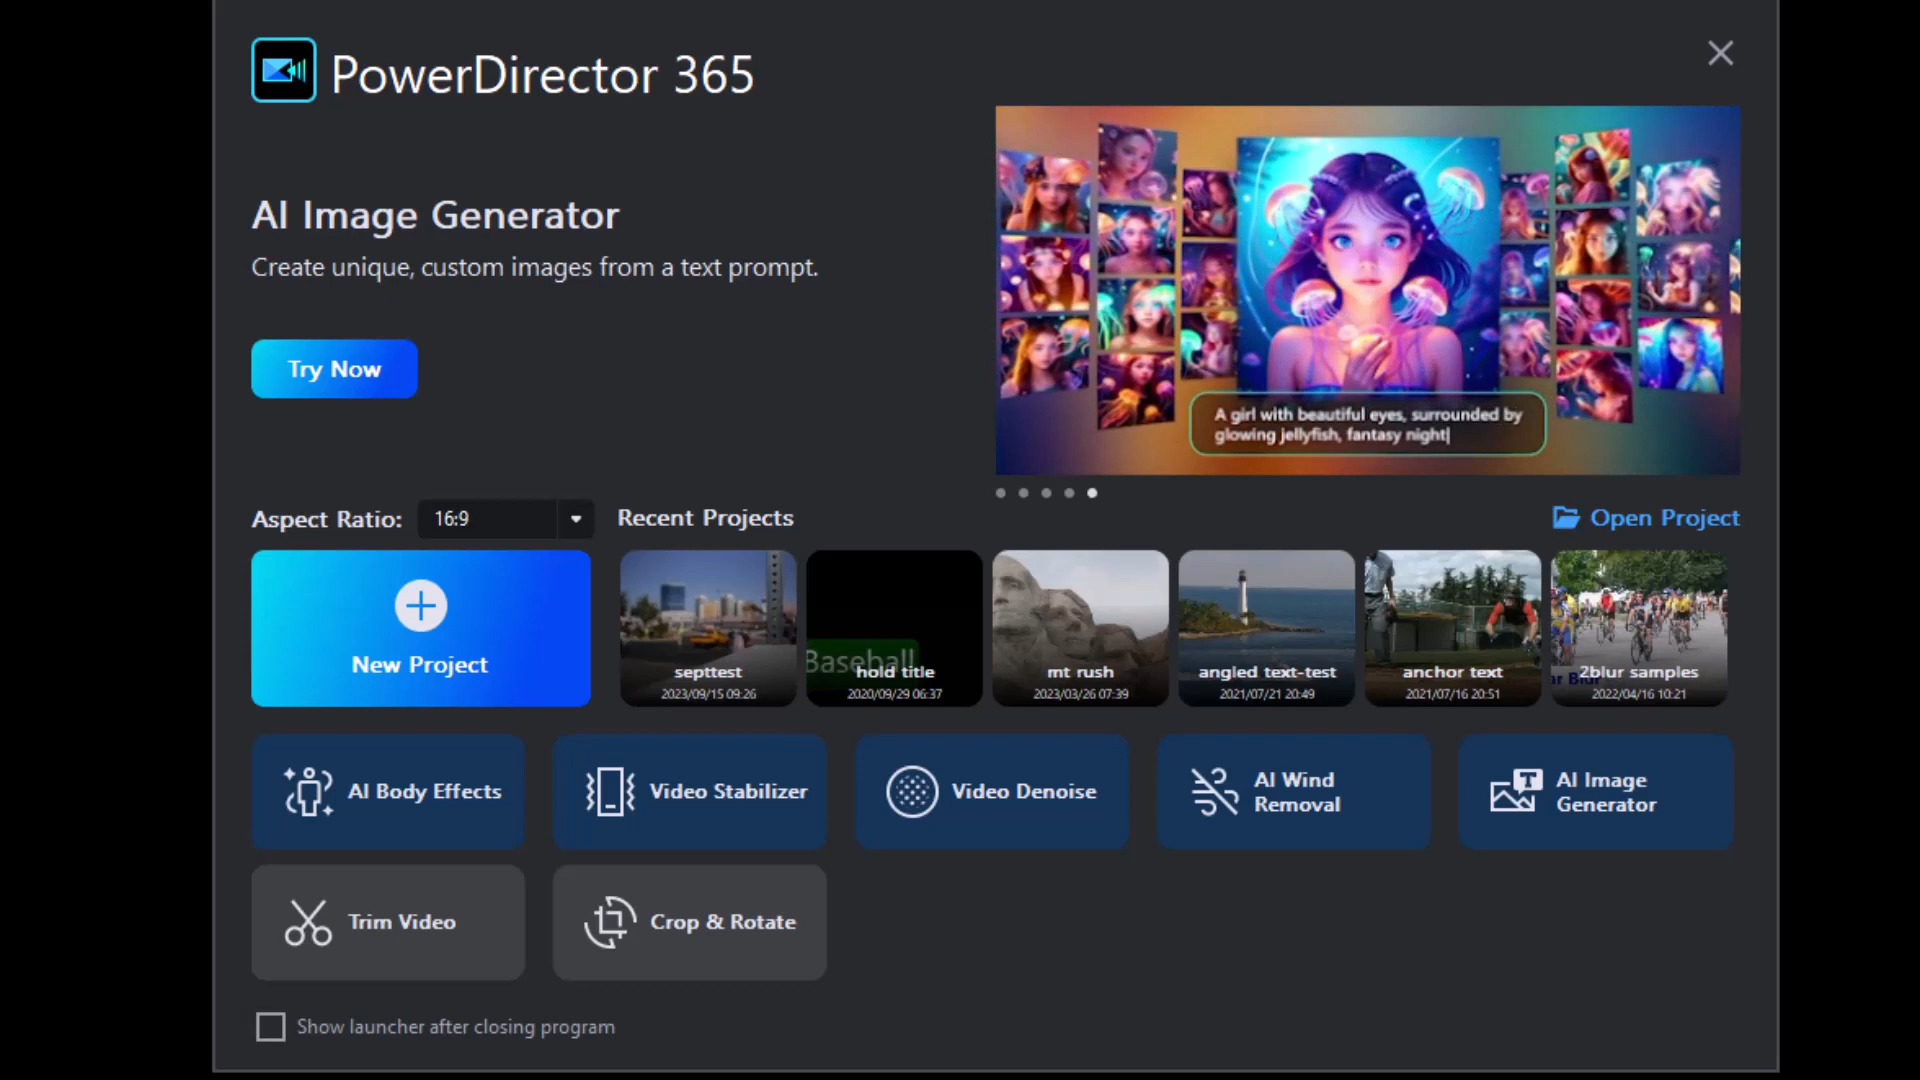 PowerDirector 365
AI Image Generator
Create unique, custom images from a text prompt.
Try Now
A girl with beautiful eyes, surrounded by
glowing jellyfish, fantasy night
Aspect Ratio:
16:9
Recent Projects
Open Project
New Project
septtest
2023/09/15 09:26
Baseball
hold title
2020/09/29 06:37
mt rush
2023/03/26 07:39
angled text-test
2021/07/21 20:49
anchor text
2021/07/16 20:51
2blur samples
2022/04/16 10:21
AI Body Effects
Video Stabilizer
Video Denoise
AI Wind
Removal
T
AI Image
Generator
Trim Video
Crop & Rotate
Show launcher after closing program